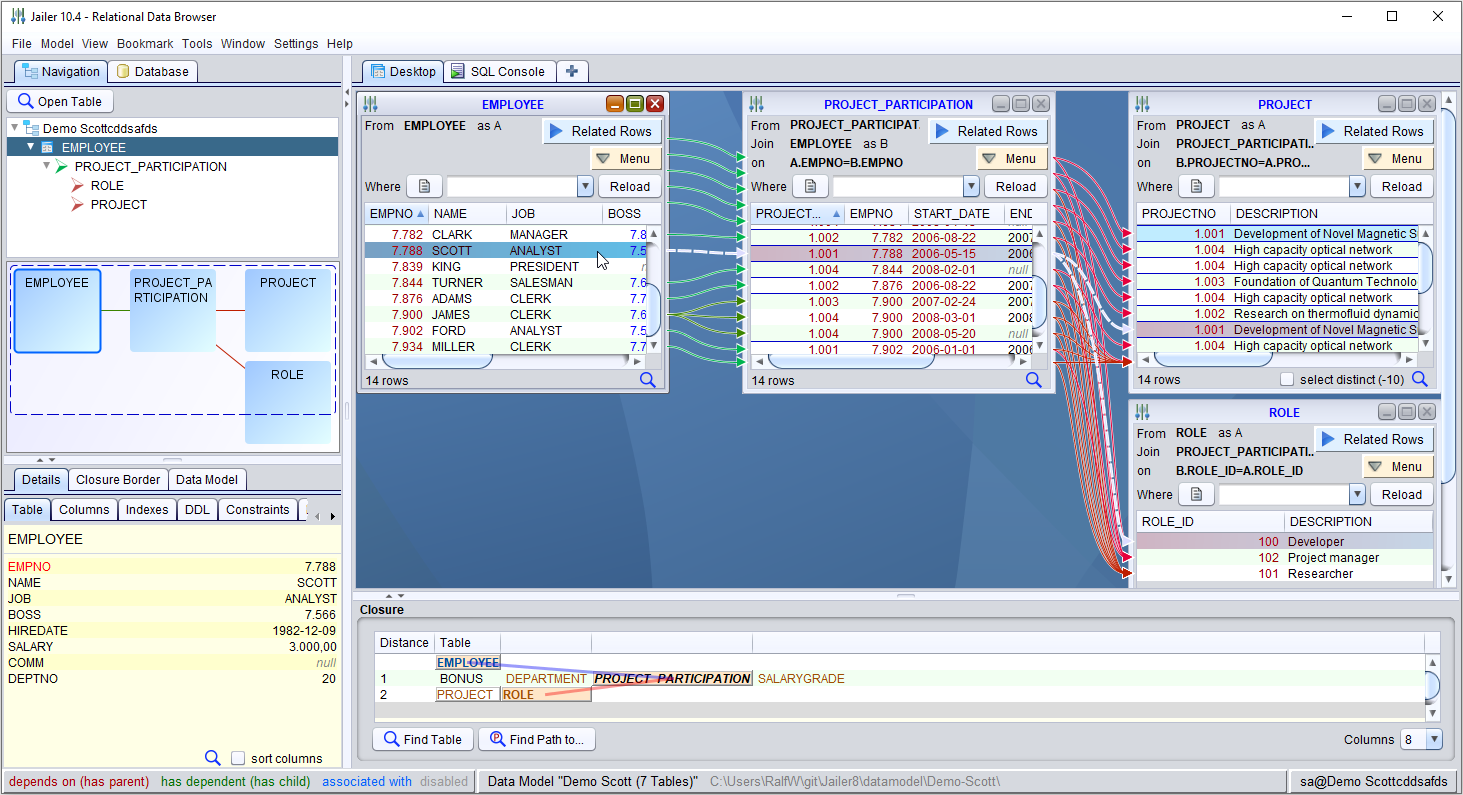 Jailer 10.4 - Relational Data Browser
File Model View Bookmark Tools Window Settings Help
Navigation Database
Open Table
Demo Scottcddsafds
EMPLOYEE
PROJECT_PARTICIPATION
ROLE
PROJECT
EMPLOYEE
PROJECT_PA
RTICIPATION
PROJECT
ROLE
Details Closure Border Data Model
Table Columns Indexes DDL Constraints
EMPLOYEE
EMPNO 7.788
NAME SCOTT
JOB ANALYST
BOSS 7.566
HIREDATE 1982-12-09
SALARY 3.000,00
COMM null
DEPTNO 20
sort columns
Desktop SQL Console
EMPLOYEE
From EMPLOYEE as A
Related Rows
Menu
Where Reload
EMPNO NAME JOB BOSS
7.782 CLARK MANAGER 7.8
7.788 SCOTT ANALYST 7.5
7.839 KING PRESIDENT
7.844 TURNER SALESMAN 7.6
7.876 ADAMS CLERK 7.7
7.900 JAMES CLERK 7.6
7.902 FORD ANALYST 7.5
7.934 MILLER CLERK 7.7
14 rows
PROJECT_PARTICIPATION
From PROJECT_PARTICIPAT.
Related Rows
Join EMPLOYEE as B
on A.EMPNO=B.EMPNO
Menu
Where Reload
PROJECT... EMPNO START_DATE END
1.002 7.782 2006-08-22 2007
1.001 7.788 2006-05-15 2006
1.004 7.844 2008-02-01 null
1.002 7.876 2006-08-22 2007
1.003 7.900 2007-02-24 2007
1.004 7.900 2008-03-01 2008
1.004 7.900 2008-05-20 null
1.001 7.902 2006-01-01 2006
14 rows
PROJECT
From PROJECT as A
Related Rows
Join PROJECT_PARTICIPATI..
on B.PROJECTNO=A.PRO...
Menu
Where Reload
PROJECTNO DESCRIPTION
1.001 Development of Novel Magnetic S
1.004 High capacity optical network
1.004 High capacity optical network
1.003 Foundation of Quantum Technolo
1.004 High capacity optical network
1.002 Research on thermofluid dynamic
1.001 Development of Novel Magnetic S
1.004 High capacity optical network
14 rows select distinct (-10)
ROLE
From ROLE as A
Related Rows
Join PROJECT_PARTICIPATI..
on B.ROLE_ID=A.ROLE_ID
Menu
Where Reload
ROLE_ID DESCRIPTION
100 Developer
102 Project manager
101 Researcher
Closure
Distance Table
EMPLOYEE
1 BONUS DEPARTMENT PROJECT_PARTICIPATION SALARYGRADE
2 PROJECT ROLE
Find Table Find Path to... Columns 8
depends on (has parent) has dependent (has child) associated with disabled Data Model "Demo Scott (7 Tables)" C:\Users\RalfW\git\Jailer8\datamodel\Demo-Scott\ sa@Demo Scottcddsafds